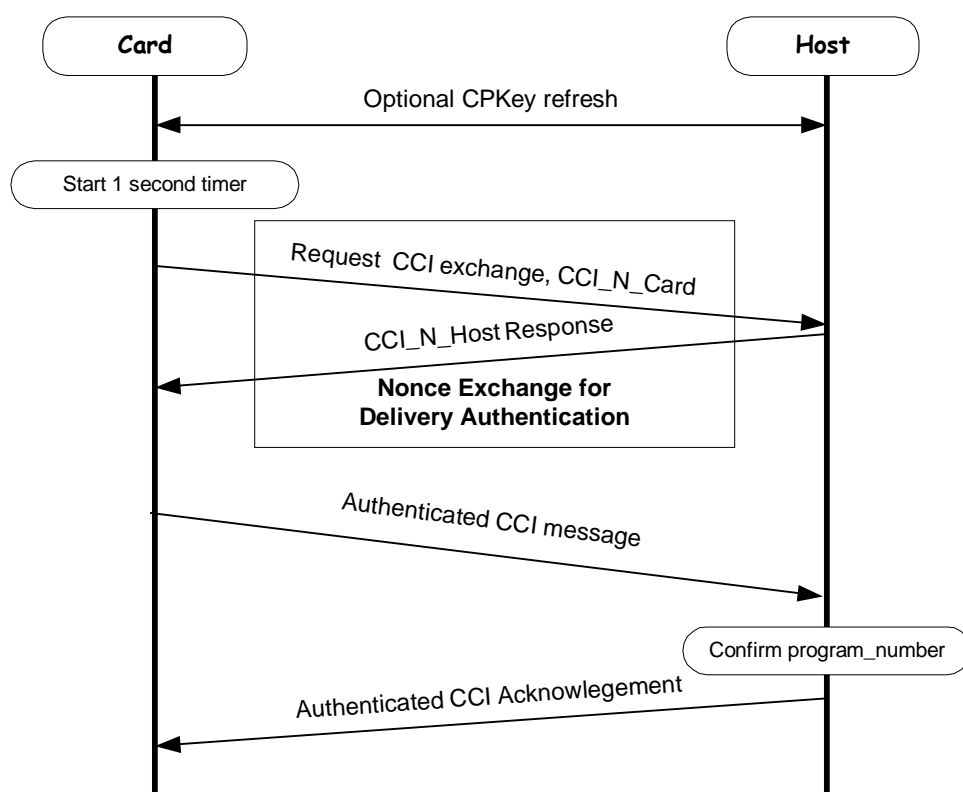 Card
Host
Optional CPKey refresh
Start 1 second timer
Request CCI exchange, CCI_N_Card
CCI_N_Host Response
Nonce Exchange for
Delivery Authentication
Authenticated CCI message
Confirm program_number
Authenticated CCI Acknowlegement